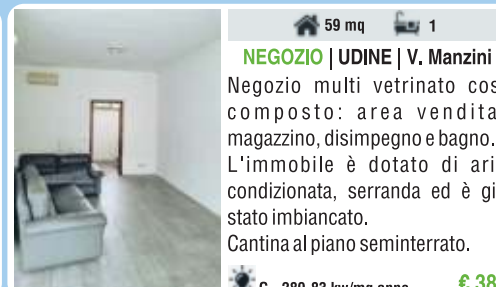 59 mq 1
NEGOZIO | UDINE | V. Manzini
Negozio multi vetrinato cos
composto: area vendita
magazzino, disimpegno e bagno.
L'immobile è dotato di ari
condizionata, serranda ed è gi
stato imbiancato.
Cantina al piano seminterrato.
€ 38